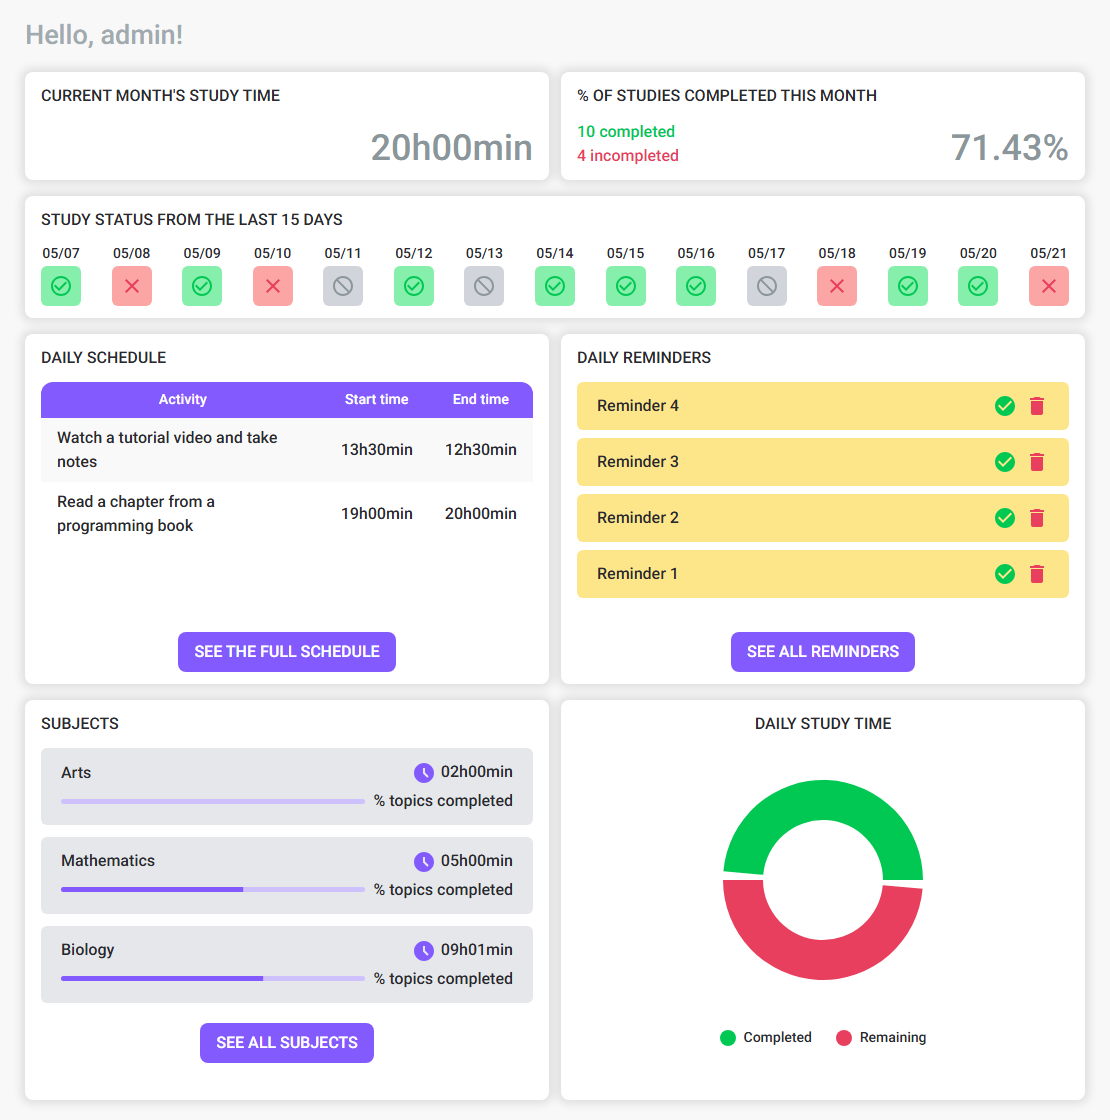 Hello, admin!
CURRENT MONTH'S STUDY TIME
20h00min
% OF STUDIES COMPLETED THIS MONTH
10 completed
4 incompleted
71.43%
STUDY STATUS FROM THE LAST 15 DAYS
05/07 05/08 05/09 05/10 05/11 05/12 05/13 05/14 05/15 05/16 05/17 05/18 05/19 05/20 05/21
DAILY SCHEDULE
Activity Start time End time
Watch a tutorial video and take
notes
13h30min 12h30min
Read a chapter from a
programming book
19h00min 20h00min
SEE THE FULL SCHEDULE
DAILY REMINDERS
Reminder 4
Reminder 3
Reminder 2
Reminder 1
SEE ALL REMINDERS
SUBJECTS
Arts 02h00min
% topics completed
Mathematics 05h00min
% topics completed
Biology 09h01min
% topics completed
SEE ALL SUBJECTS
DAILY STUDY TIME
Completed Remaining